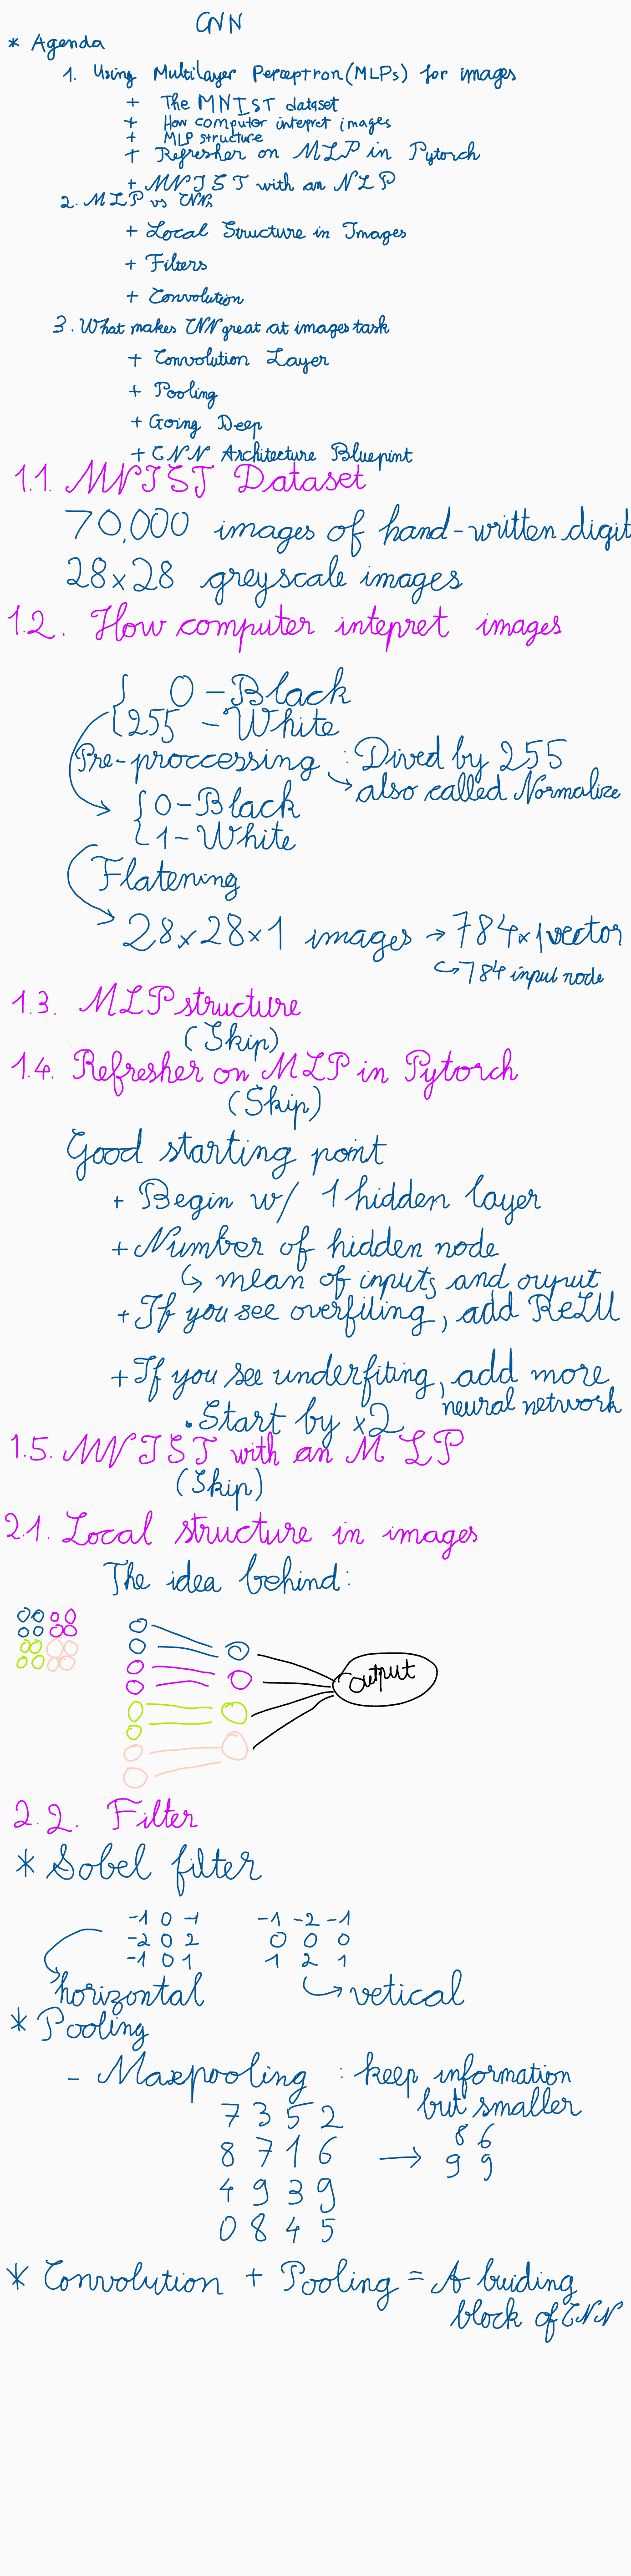 CNN
* Agenda
1. Using Multilayer Perceptron (MLPs) for images
+ The MNIST dataset
+ How computor intepret images
+ MLP structure
+ Refresher on MLP in Pytorch
+ MNIST with an NLP
2. MLP vs CNN
+ Local Structure in Images
+ Filters
+ Convolution
3. What makes CNN great at images task
+ Convolution Layer
+ Pooling
+ Going Deep
+ CNN Architecture Bluepint
1.1. MNIST Dataset
70,000 images of hand-written digit
28x28 greyscale images
1.2. How computer intepret images
0 - Black
255 - White
Pre-proccessing : Dived by 255
also called Normalize
0 - Black
1 - White
Flatening
28x28x1 images → 784x1 vector
784 input node
1.3. MLP structure
(Skip)
1.4. Refresher on MLP in Pytorch
(Skip)
Good starting point
+ Begin w/ 1 hidden layer
+ Number of hidden node
↳ mean of inputs and ouput
+ If you see overfiting, add ReLU
+ If you see underfiting, add more
neural network
. Start by x2
1.5. MNIST with an MLP
(Skip)
2.1. Local structure in images
The idea behind:
output
2.2. Filter
* Sobel filter
-1 0 -1 -1 -2 -1
-2 0 2 0 0 0
-1 0 1 1 2 1
horizontal vetical
* Pooling
- Maxpooling : keep information
but smaller
7 3 5 2
8 7 1 6 → 8 6
4 9 3 9 9 9
0 8 4 5
* Convolution + Pooling = A buiding
block of CNN